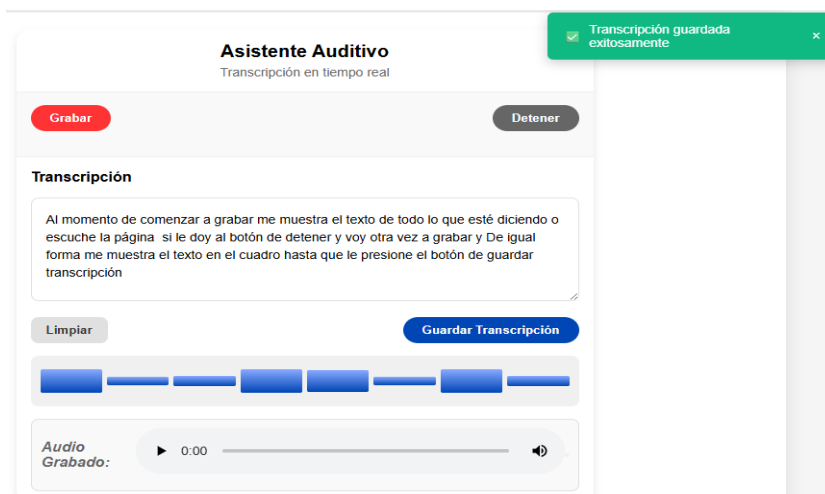 Transcripción guardada
exitosamente
×
Asistente Auditivo
Transcripción en tiempo real
Grabar
Detener
Transcripción
Al momento de comenzar a grabar me muestra el texto de todo lo que esté diciendo o
escuche la página  si le doy al botón de detener y voy otra vez a grabar y De igual
forma me muestra el texto en el cuadro hasta que le presione el botón de guardar
transcripción
Limpiar
Guardar Transcripción
Audio
Grabado:
0:00